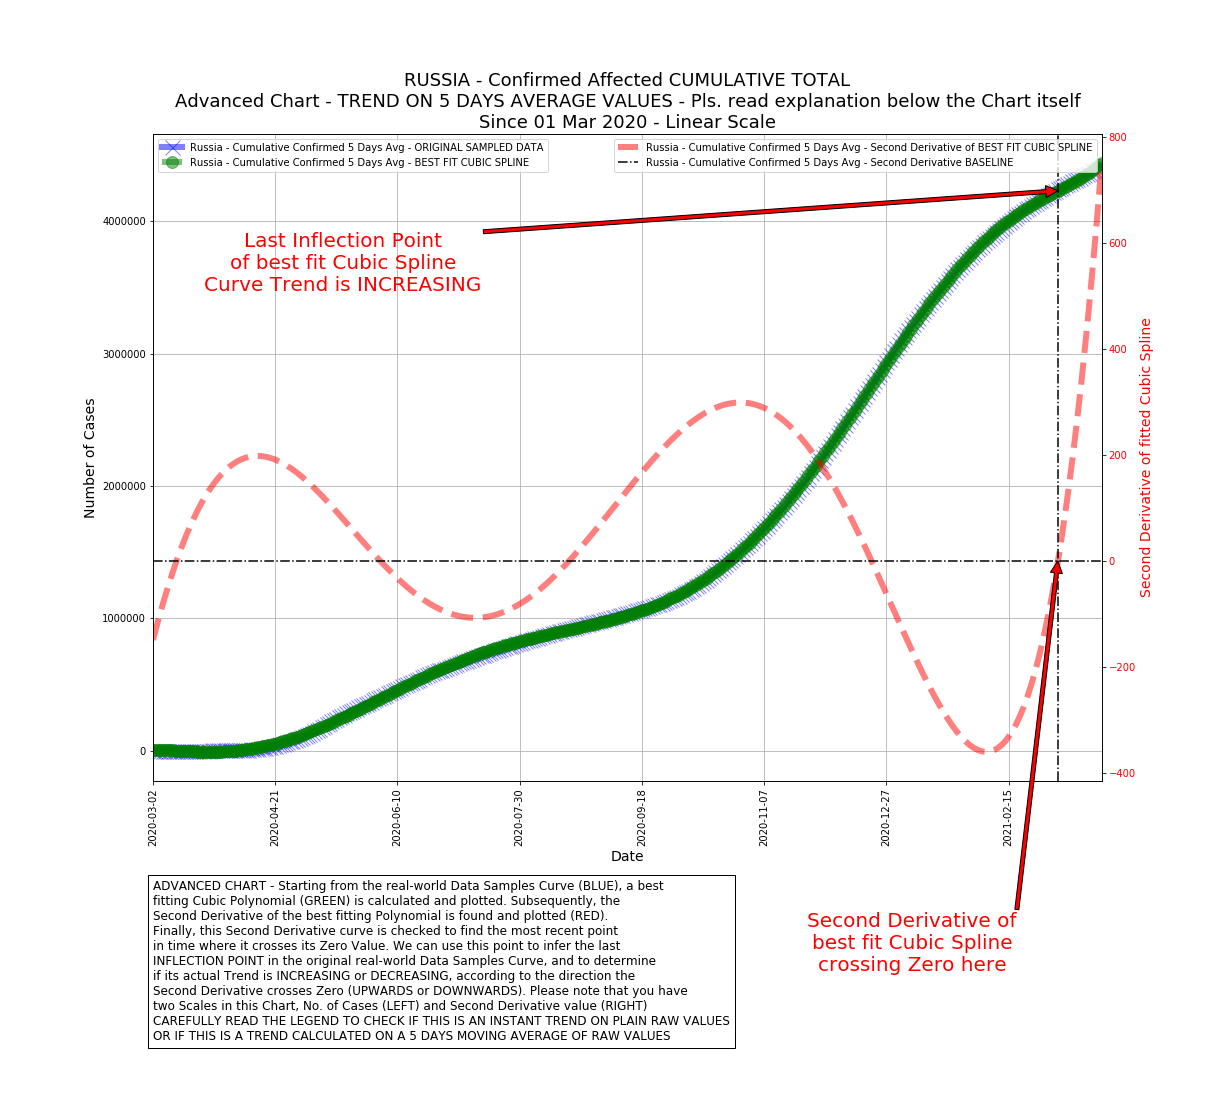 RUSSIA - Confirmed Affected CUMULATIVE TOTAL
Advanced Chart - TREND ON 5 DAYS AVERAGE VALUES - Pls. read explanation below the Chart itself
Since 01 Mar 2020 - Linear Scale
Russia - Cumulative Confirmed 5 Days Avg - ORIGINAL SAMPLED DATA
Russia - Cumulative Confirmed 5 Days Avg - BEST FIT CUBIC SPLINE
Russia - Cumulative Confirmed 5 Days Avg - Second Derivative of BEST FIT CUBIC SPLINE
Russia - Cumulative Confirmed 5 Days Avg - Second Derivative BASELINE
Last Inflection Point
of best fit Cubic Spline
Curve Trend is INCREASING
Number of Cases
4000000
3000000
2000000
1000000
0
800
600
400
200
0
−200
−400
Second Derivative of fitted Cubic Spline
2020-03-02
2020-04-21
2020-06-10
2020-07-30
2020-09-18
2020-11-07
2020-12-27
2021-02-15
Date
ADVANCED CHART - Starting from the real-world Data Samples Curve (BLUE), a best
fitting Cubic Polynomial (GREEN) is calculated and plotted. Subsequently, the
Second Derivative of the best fitting Polynomial is found and plotted (RED).
Finally, this Second Derivative curve is checked to find the most recent point
in time where it crosses its Zero Value. We can use this point to infer the last
INFLECTION POINT in the original real-world Data Samples Curve, and to determine
if its actual Trend is INCREASING or DECREASING, according to the direction the
Second Derivative crosses Zero (UPWARDS or DOWNWARDS). Please note that you have
two Scales in this Chart, No. of Cases (LEFT) and Second Derivative value (RIGHT)
CAREFULLY READ THE LEGEND TO CHECK IF THIS IS AN INSTANT TREND ON PLAIN RAW VALUES
OR IF THIS IS A TREND CALCULATED ON A 5 DAYS MOVING AVERAGE OF RAW VALUES
Second Derivative of
best fit Cubic Spline
crossing Zero here